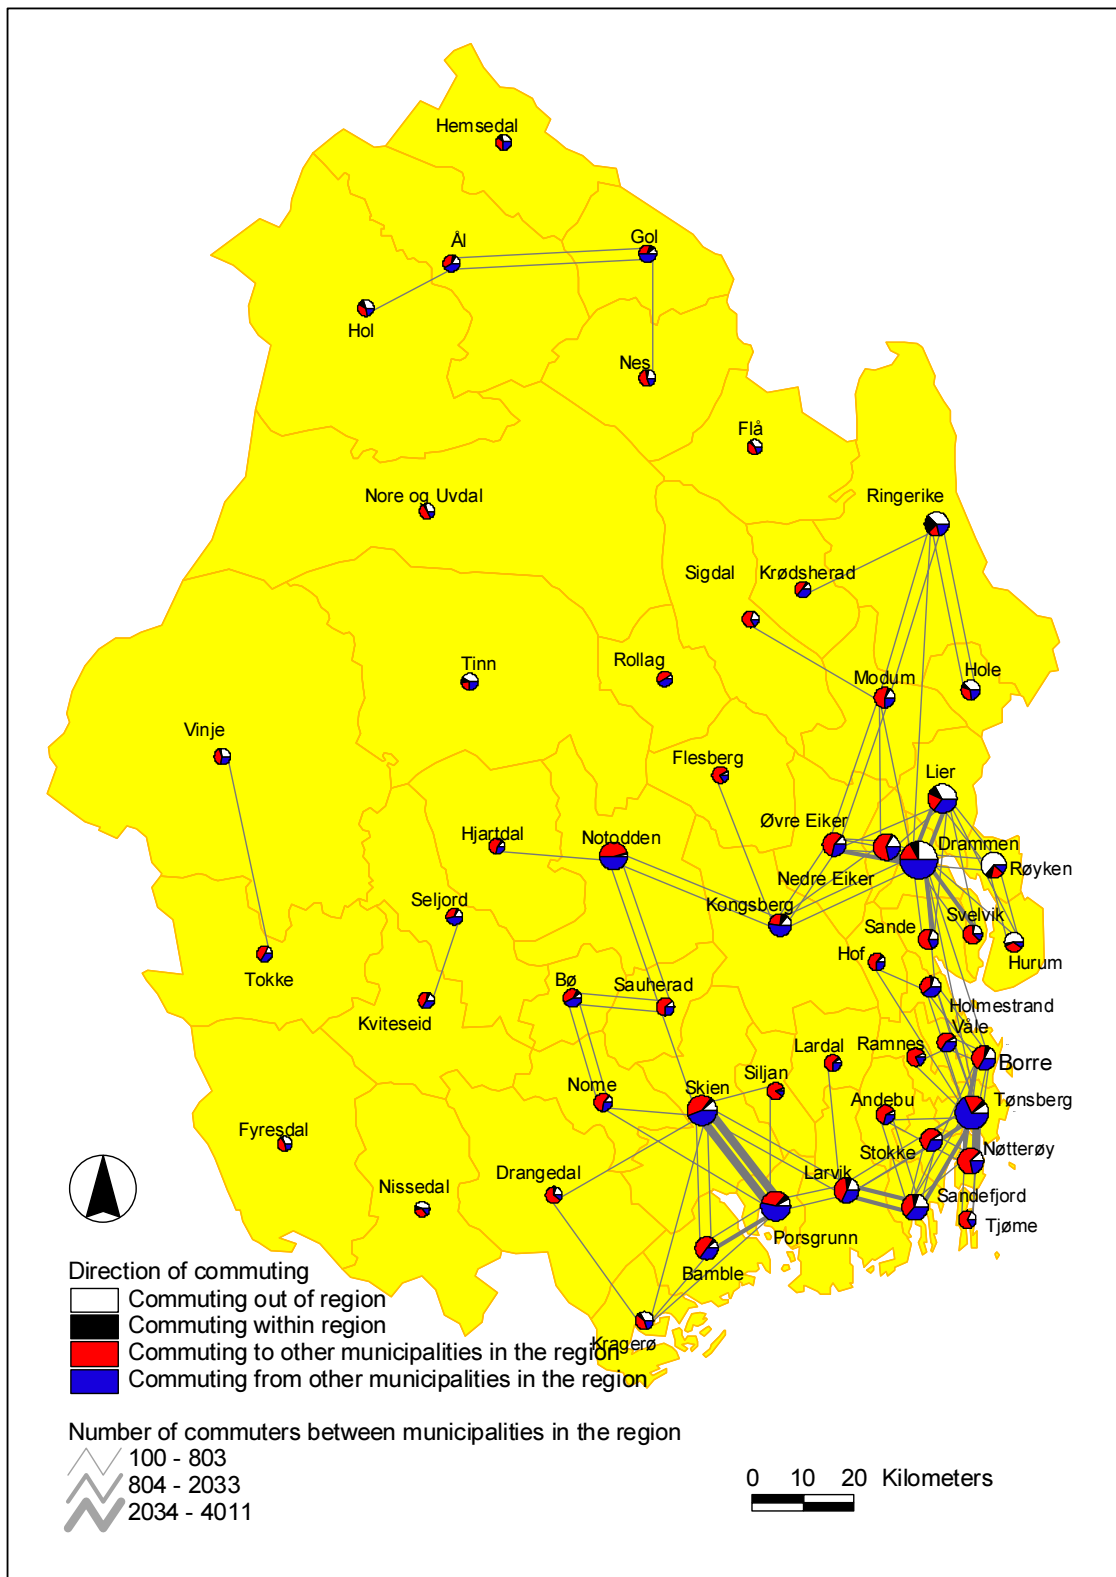 Hemsedal
Ål
Gol
Hol
Nes
Flå
Nore og Uvdal
Ringerike
Sigdal
Krødsherad
Tinn
Rollag
Hole
Modum
Vinje
Flesberg
Lier
Øvre Eiker
Hjartdal
Notodden
Drammen
Nedre Eiker
Røyken
Seljord
Kongsberg
Svelvik
Sande
Hof
Hurum
Tokke
Bø
Sauherad
Kviteseid
Holmestrand
Våle
Ramnes
Lardal
Borre
Siljan
Nome
Skien
Andebu
Tønsberg
Fyresdal
Stokke
Nøtterøy
Drangedal
Larvik
Nissedal
Sandefjord
Tjøme
Porsgrunn
Bamble
Kragerø
Direction of commuting
Commuting out of region
Commuting within region
Commuting to other municipalities in the region
Commuting from other municipalities in the region
Number of commuters between municipalities in the region
100 - 803
804 - 2033
2034 - 4011
0 10 20 Kilometers